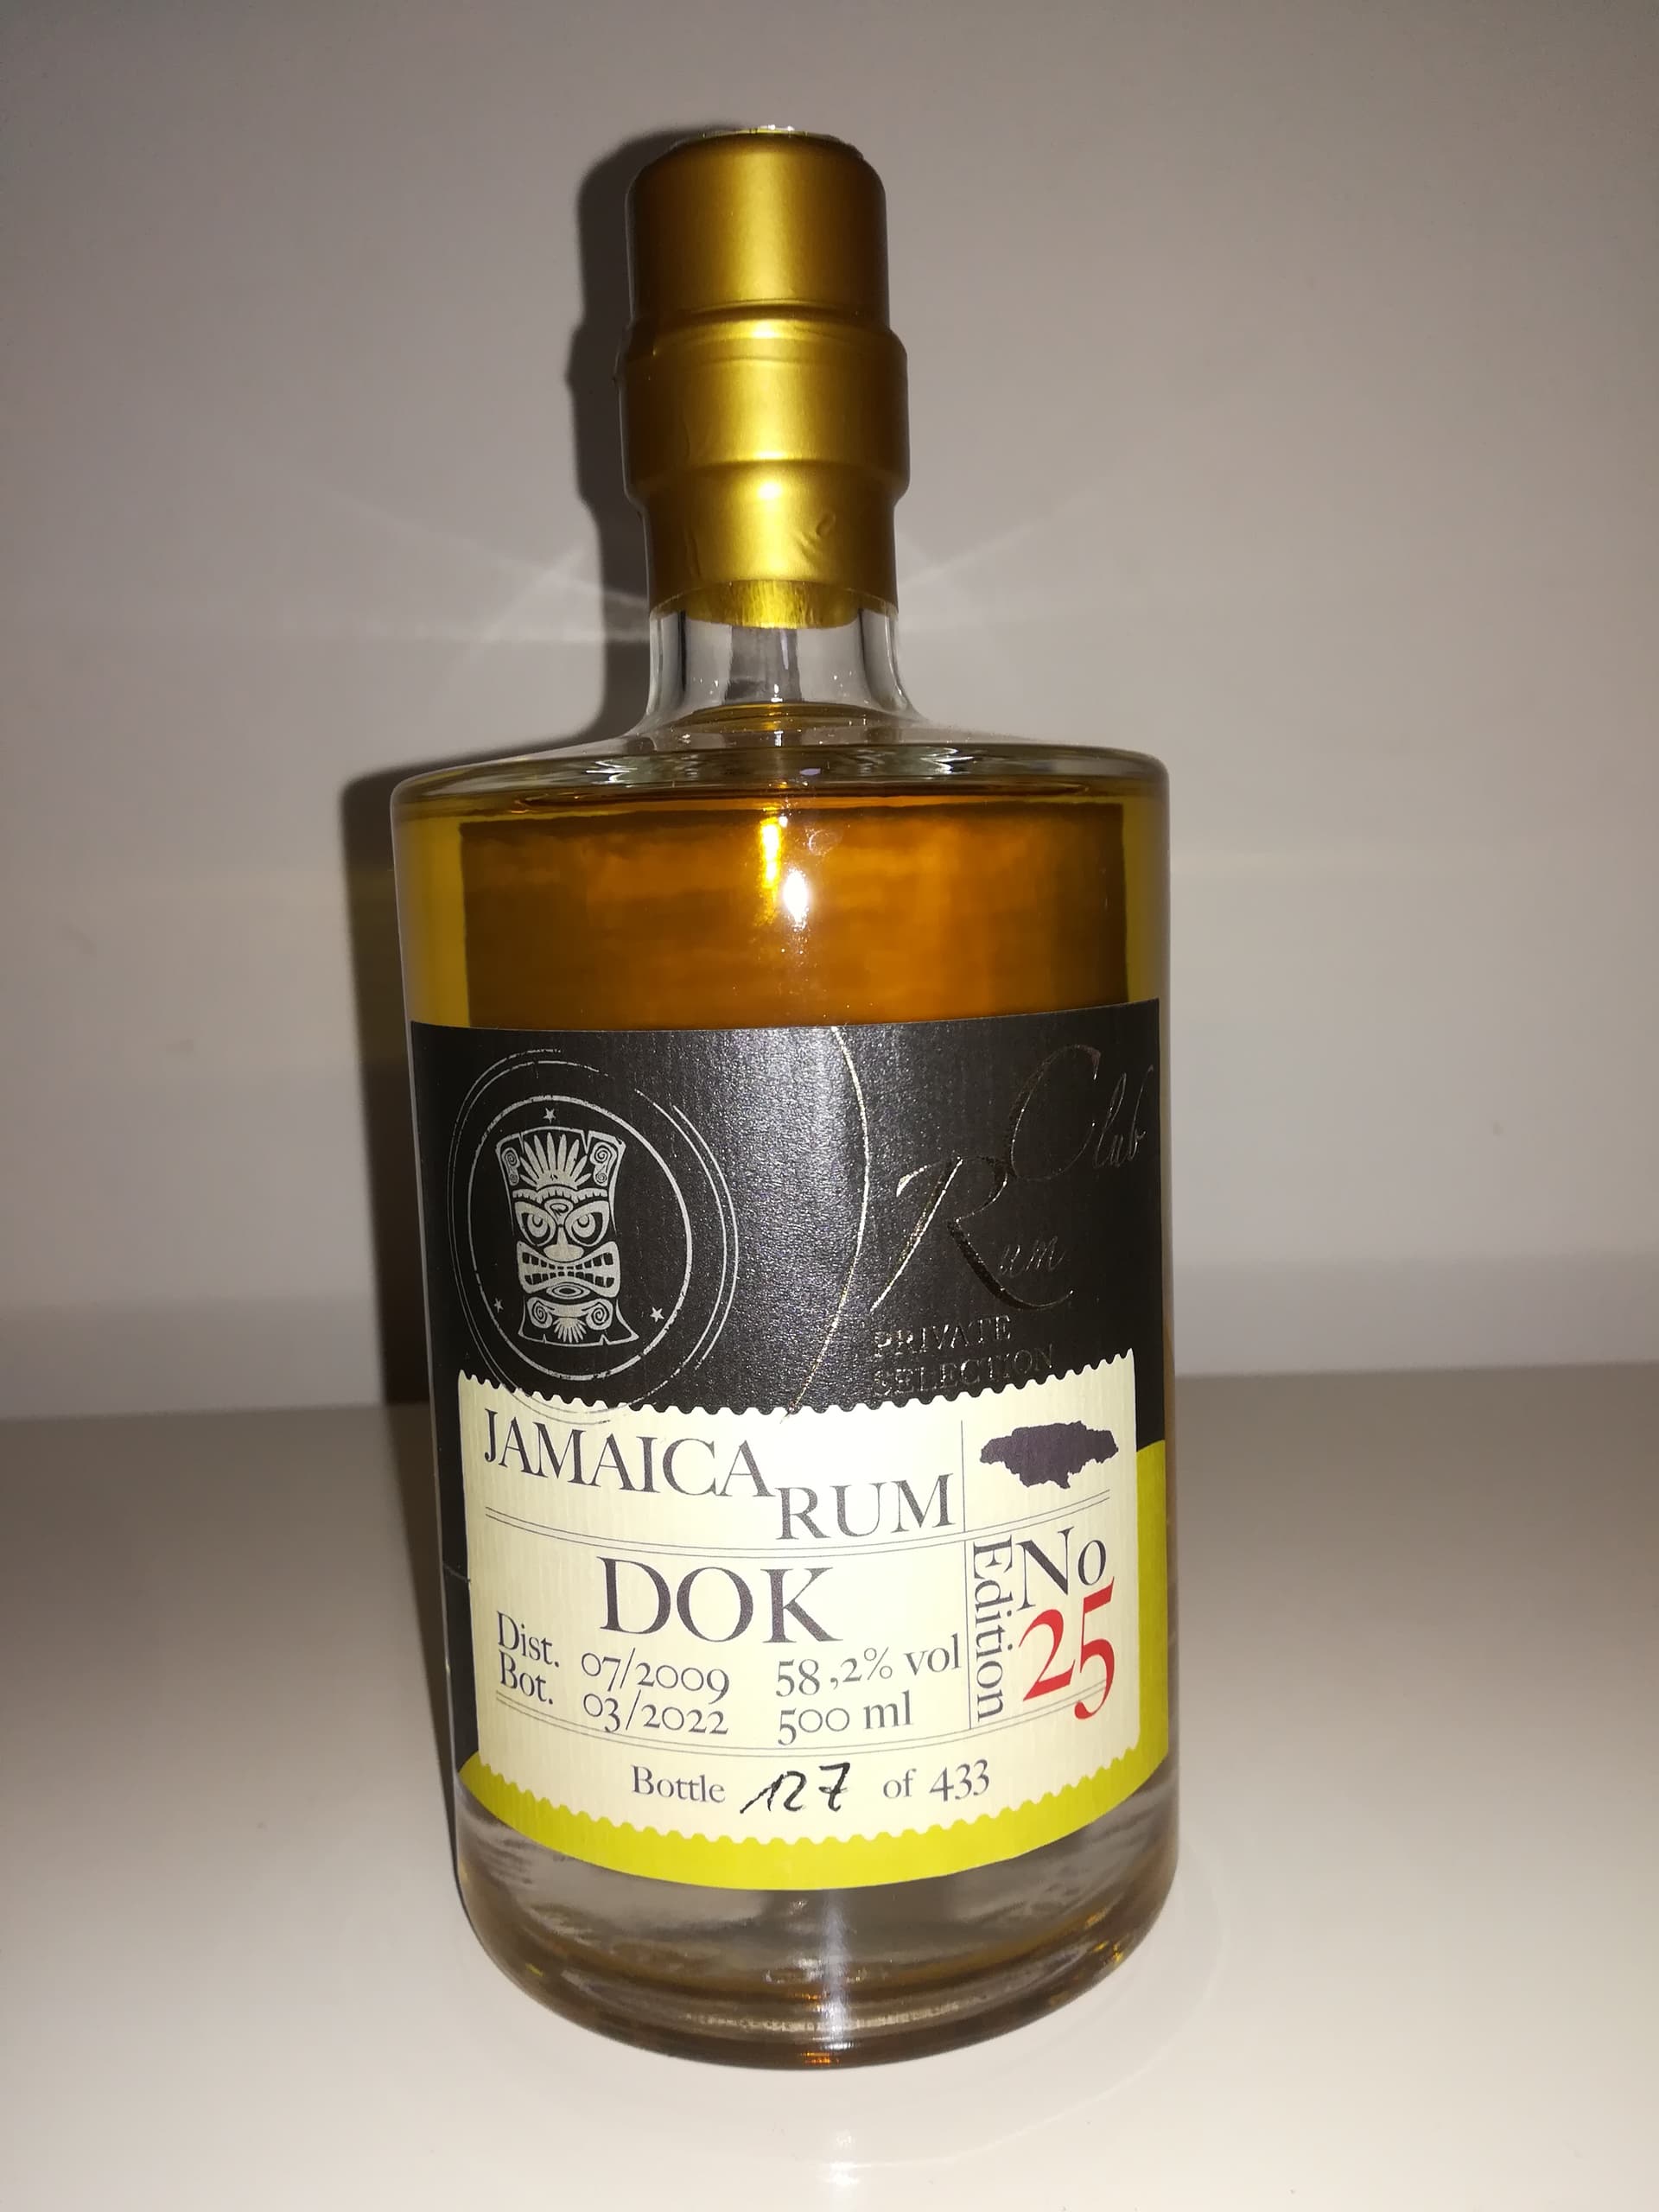 Rum Club
PRIVATE
SELECTION
JAMAICA RUM
DOK
Dist. 07/2009 58,2% vol
Bot. 03/2022 500 ml
Edition No 25
Bottle 127 of 433